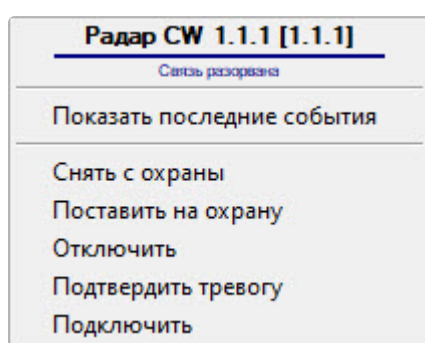 Радар CW 1.1.1 [1.1.1]
Связь разорвана
Показать последние события
Снять с охраны
Поставить на охрану
Отключить
Подтвердить тревогу
Подключить